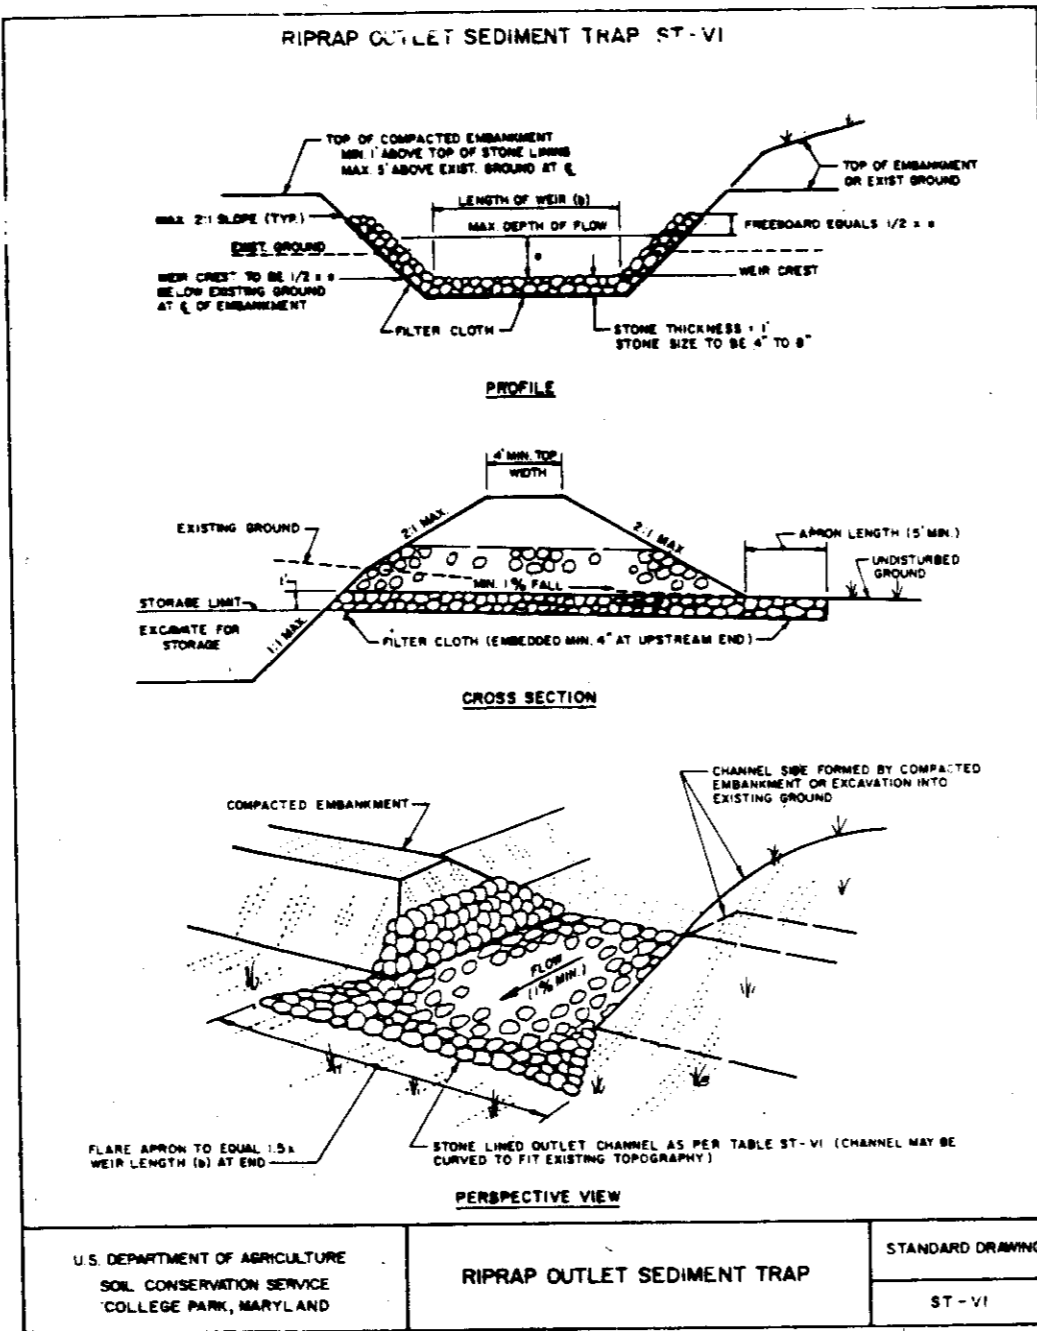 RIPRAP OUTLET SEDIMENT TRAP ST-VI
TOP OF COMPACTED EMBANKMENT
MIN. 1' ABOVE TOP OF STONE LINING
MAX. 5' ABOVE EXIST. GROUND AT ℄
TOP OF EMBANKMENT
OR EXIST GROUND
LENGTH OF WEIR (b)
MAX. 2:1 SLOPE (TYP.)
MAX. DEPTH OF FLOW
FREEBOARD EQUALS 1/2 x a
EXIST. GROUND
a
WEIR CREST TO BE 1/2 x a
BELOW EXISTING GROUND
AT ℄ OF EMBANKMENT
WEIR CREST
FILTER CLOTH
STONE THICKNESS = 1'
STONE SIZE TO BE 4" TO 8"
PROFILE
4' MIN. TOP
WIDTH
EXISTING GROUND
2:1 MAX.
2:1 MAX.
APRON LENGTH (5' MIN.)
UNDISTURBED
GROUND
1'
MIN. 1% FALL
STORAGE LIMIT
EXCAVATE FOR
STORAGE
1:1 MAX.
FILTER CLOTH (EMBEDDED MIN. 4" AT UPSTREAM END)
CROSS SECTION
CHANNEL SIDE FORMED BY COMPACTED
EMBANKMENT OR EXCAVATION INTO
EXISTING GROUND
COMPACTED EMBANKMENT
FLOW
(1% MIN.)
FLARE APRON TO EQUAL 1.5 x
WEIR LENGTH (b) AT END
STONE LINED OUTLET CHANNEL AS PER TABLE ST-VI (CHANNEL MAY BE
CURVED TO FIT EXISTING TOPOGRAPHY)
PERSPECTIVE VIEW
U.S. DEPARTMENT OF AGRICULTURE
SOIL CONSERVATION SERVICE
COLLEGE PARK, MARYLAND
RIPRAP OUTLET SEDIMENT TRAP
STANDARD DRAWING
ST-VI